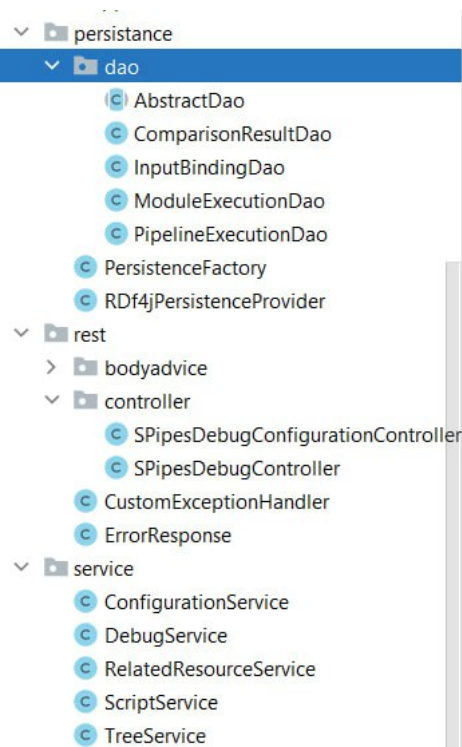 persistance
dao
AbstractDao
ComparisonResultDao
InputBindingDao
ModuleExecutionDao
PipelineExecutionDao
PersistenceFactory
RDf4jPersistenceProvider
rest
bodyadvice
controller
SPipesDebugConfigurationController
SPipesDebugController
CustomExceptionHandler
ErrorResponse
service
ConfigurationService
DebugService
RelatedResourceService
ScriptService
TreeService